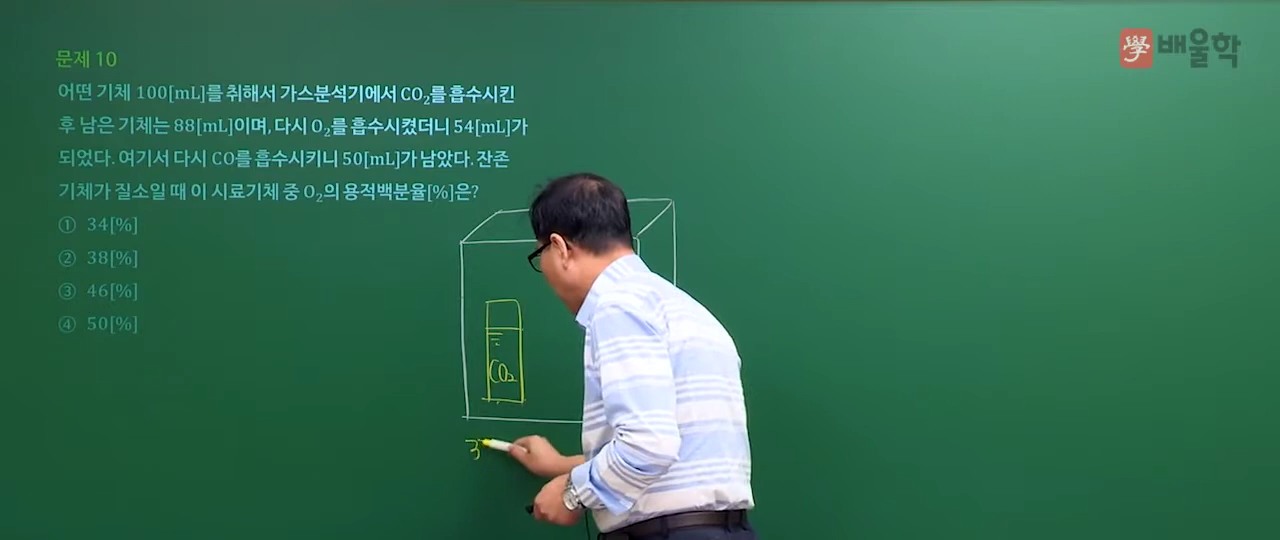 學 배울학
문제 10
어떤 기체 100[mL]를 취해서 가스분석기에서 CO₂를 흡수시킨
후 남은 기체는 88[mL]이며, 다시 O₂를 흡수시켰더니 54[mL]가
되었다. 여기서 다시 CO를 흡수시키니 50[mL]가 남았다. 잔존
기체가 질소일 때 이 시료기체 중 O₂의 용적백분율[%]은?
① 34[%]
② 38[%]
③ 46[%]
④ 50[%]
CO₂
3